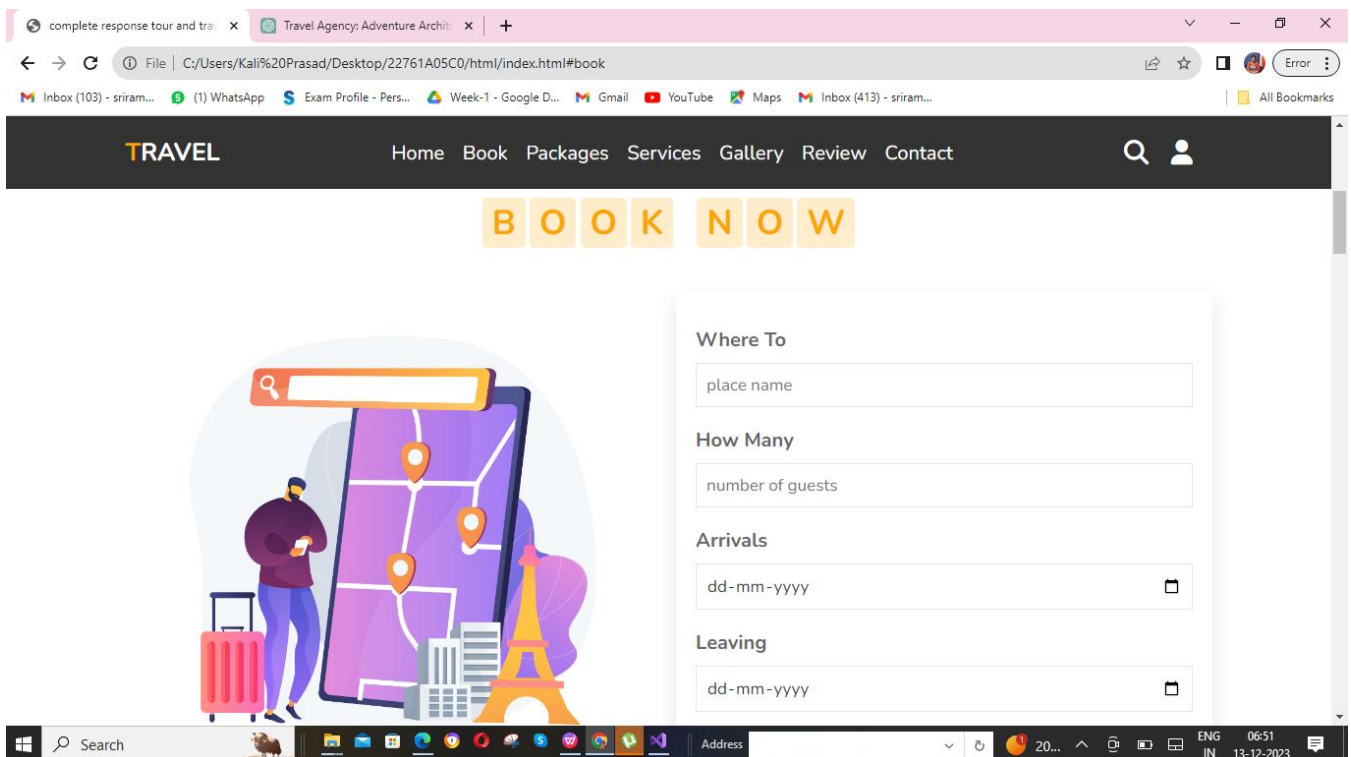 complete response tour and tra
Travel Agency: Adventure Archit
File | C:/Users/Kali%20Prasad/Desktop/22761A05C0/html/index.html#book
Error
Inbox (103) - sriram... (1) WhatsApp Exam Profile - Pers... Week-1 - Google D... Gmail YouTube Maps Inbox (413) - sriram... All Bookmarks
TRAVEL Home Book Packages Services Gallery Review Contact
BOOK NOW
Where To
place name
How Many
number of guests
Arrivals
dd-mm-yyyy
Leaving
dd-mm-yyyy
Search Address 20... ENG 06:51
IN 13-12-2023